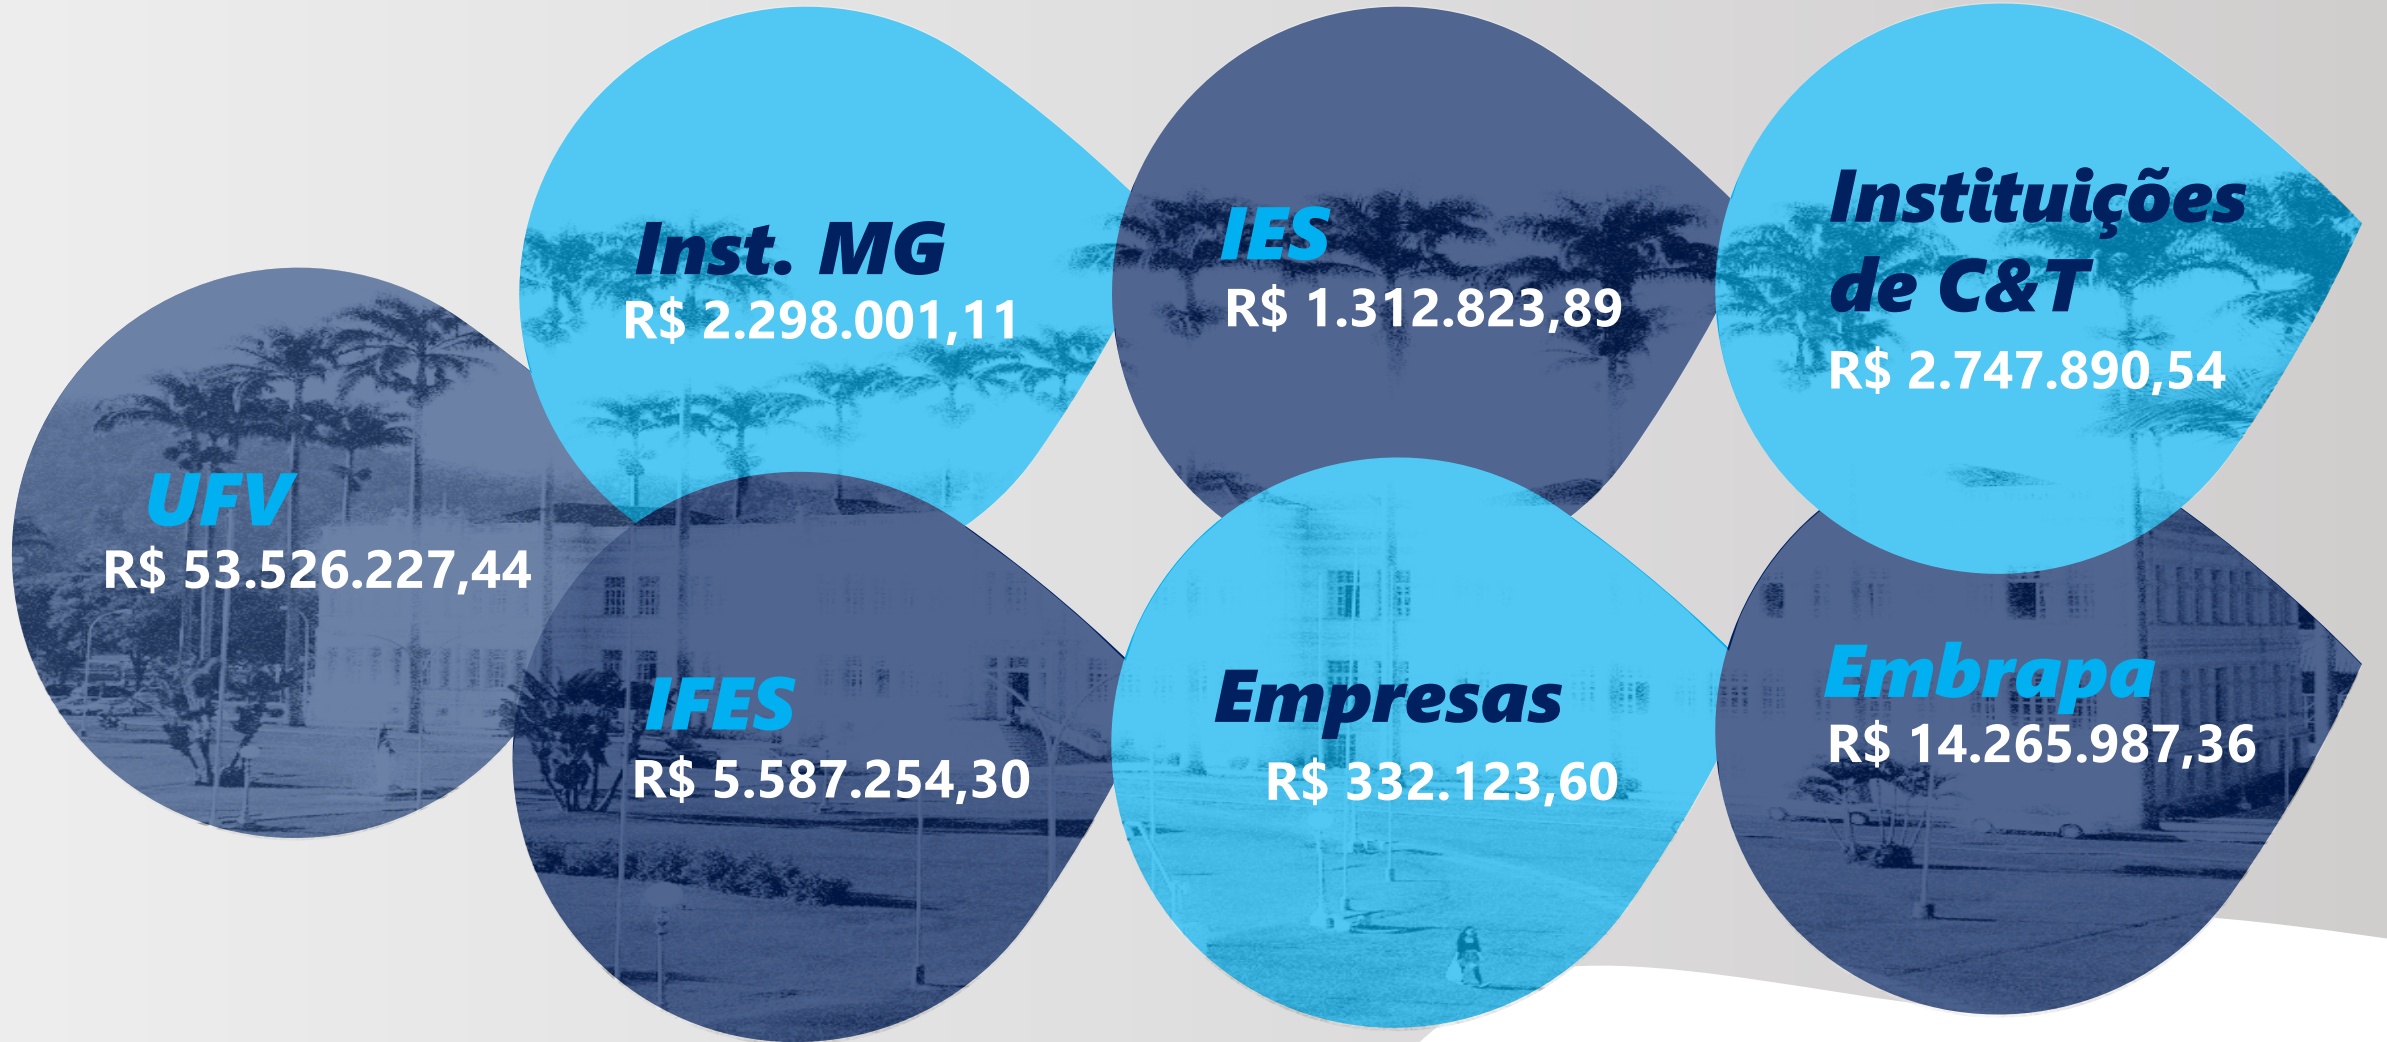 UFV
R$ 53.526.227,44
Inst. MG
R$ 2.298.001,11
IFES
R$ 5.587.254,30
IES
R$ 1.312.823,89
Empresas
R$ 332.123,60
Instituições
de C&T
R$ 2.747.890,54
Embrapa
R$ 14.265.987,36